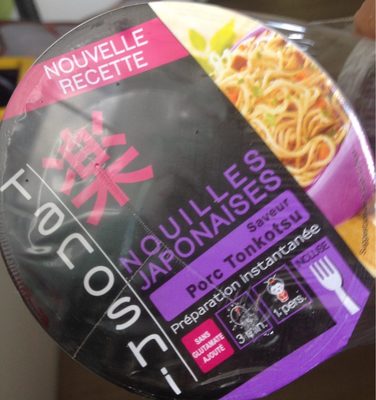 NOUVELLE
RECETTE
楽
Tanoshi
NOUILLES
JAPONAISES
Saveur
Porc Tonkotsu
Préparation instantanée
INCLUSE
SANS
GLUTAMATE
AJOUTÉ
3 min.
1 pers.